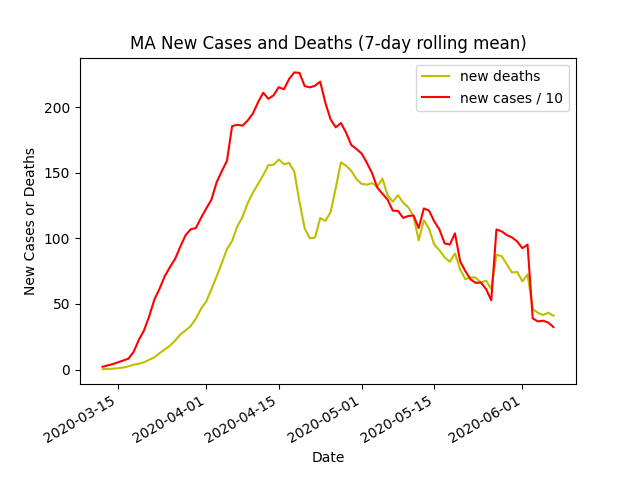 MA New Cases and Deaths (7-day rolling mean)
new deaths
new cases / 10
New Cases or Deaths
200
150
100
50
0
2020-03-15
2020-04-01
2020-04-15
2020-05-01
2020-05-15
2020-06-01
Date